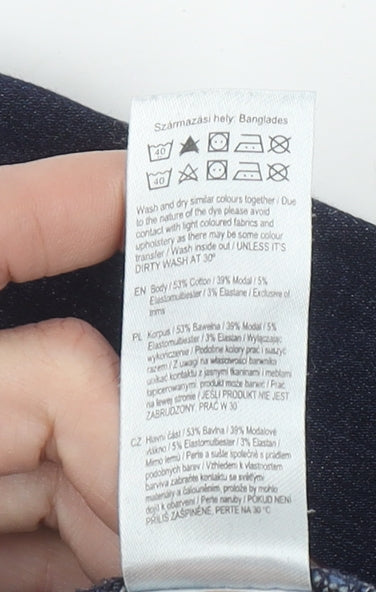 Származási hely: Banglades
40
40
Wash and dry similar colours together / Due
to the nature of the dye please avoid
contact with light coloured fabrics and
upholstery as there may be some colour
transfer / Wash inside out / UNLESS IT'S
DIRTY WASH AT 30°
EN Body / 53% Cotton / 39% Modal / 5%
Elastomultiester / 3% Elastane / Exclusive of
trims
PL Korpus / 53% Bawełna / 39% Modal / 5%
Elastomultiester / 3% Elastan / Wyłączając
wykończenie / Podobne kolory prać i suszyć
razem / Z uwagi na właściwości barwnika
unikać kontaktu z jasnymi tkaninami i meblami
tapicerowanymi produkt może barwić / Prać
na lewej stronie / JEŚLI PRODUKT NIE JEST
ZABRUDZONY PRAĆ W 30
CZ Hlavní část / 53% Bavlna / 39% Modalové
vlákno / 5% Elastomultiester / 3% Elastan /
Mimo lemů / Perte a sušte společně s prádlem
podobných barev / Vzhledem k vlastnostem
barviva zabraňte kontaktu se světlými
materiály a čalouněním, protože by mohlo
dojít k obarvení / Perte naruby / POKUD NENÍ
PŘÍLIŠ ZAŠPINĚNÉ, PERTE NA 30 °C